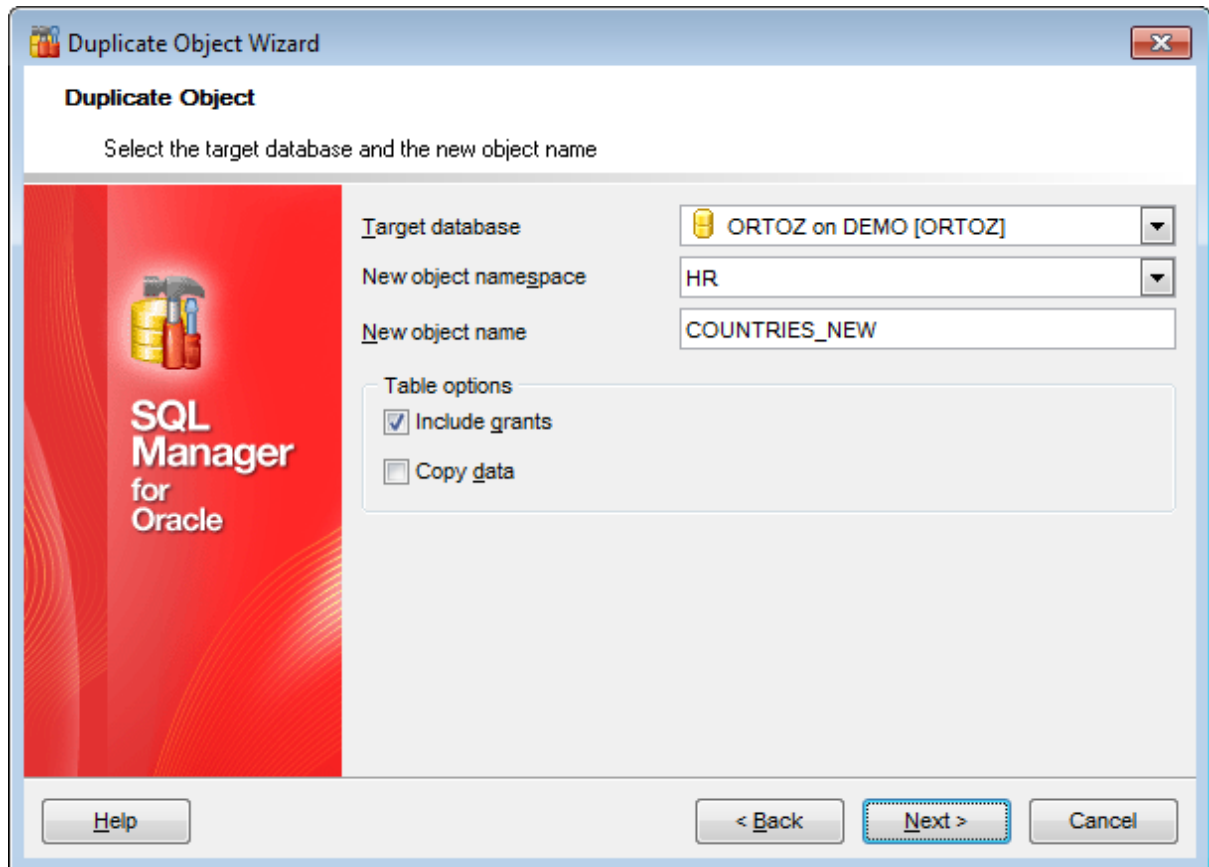 Duplicate Object Wizard
Duplicate Object
Select the target database and the new object name
Target database
ORTOZ on DEMO [ORTOZ]
New object namespace
HR
New object name
COUNTRIES_NEW
Table options
Include grants
Copy data
SQL
Manager
for
Oracle
Help
< Back
Next >
Cancel